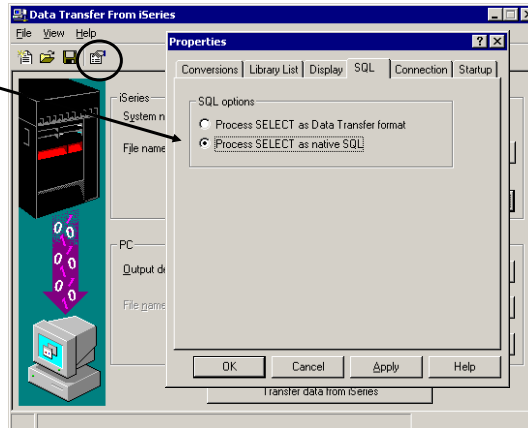 Data Transfer From iSeries
File View Help
Properties
Conversions Library List Display SQL Connection Startup
iSeries
System n
File name
SQL options
Process SELECT as Data Transfer format
Process SELECT as native SQL
PC
Output de
File name
OK Cancel Apply Help
Transfer data from iSeries